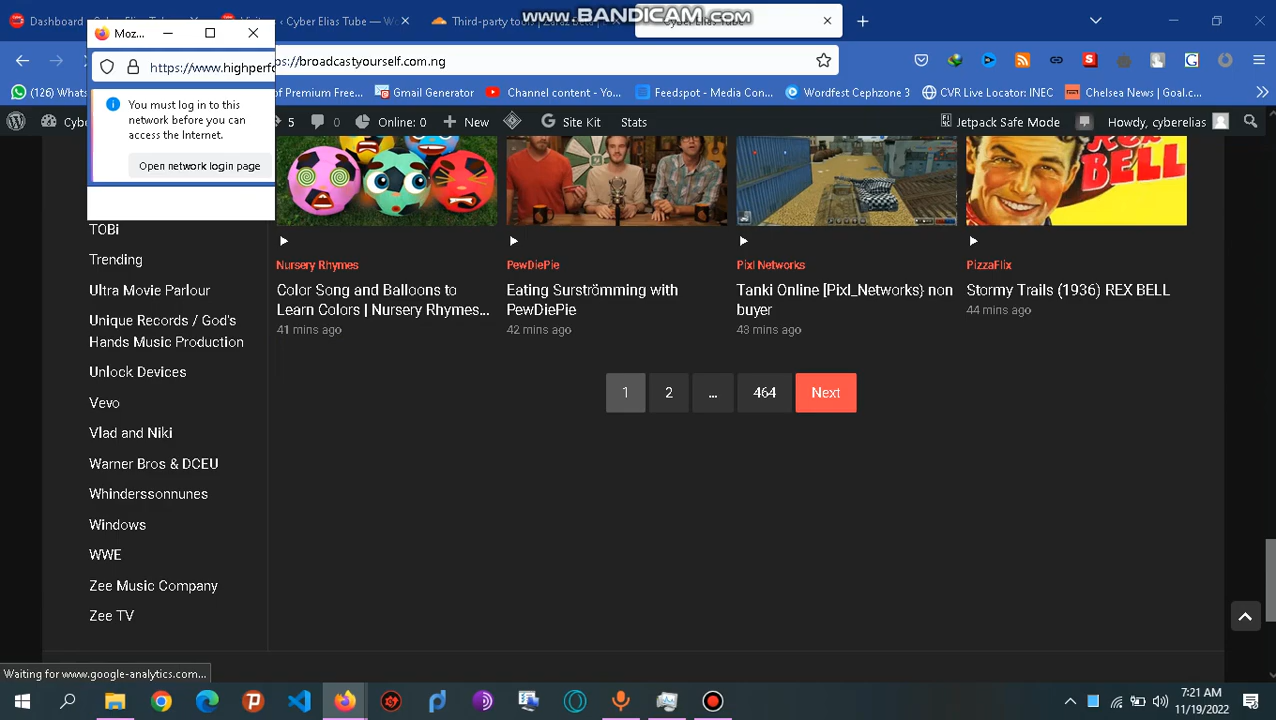 www.BANDICAM.com
Dashboard
Cyber Elias Tube — W
Third-party tools | Zaraz Beta |
Moz...
https://www.highperfo
ps://broadcastyourself.com.ng
(126) Whats
of Premium Free...
Gmail Generator
Channel content - Yo...
Feedspot - Media Con...
Wordfest Cephzone 3
CVR Live Locator: INEC
Chelsea News | Goal.c...
You must log in to this
network before you can
access the Internet.
Open network login page
Cybe
5
0
Online: 0
New
Site Kit
Stats
Jetpack Safe Mode
Howdy, cyberelias
REX
BELL
TOBi
Trending
Ultra Movie Parlour
Unique Records / God's
Hands Music Production
Unlock Devices
Vevo
Vlad and Niki
Warner Bros & DCEU
Whinderssonnunes
Windows
WWE
Zee Music Company
Zee TV
Nursery Rhymes
Color Song and Balloons to
Learn Colors | Nursery Rhymes...
41 mins ago
PewDiePie
Eating Surströmming with
PewDiePie
42 mins ago
Pixl Networks
Tanki Online [Pixl_Networks} non
buyer
43 mins ago
PizzaFlix
Stormy Trails (1936) REX BELL
44 mins ago
1 2 ... 464 Next
Waiting for www.google-analytics.com...
7:21 AM
11/19/2022